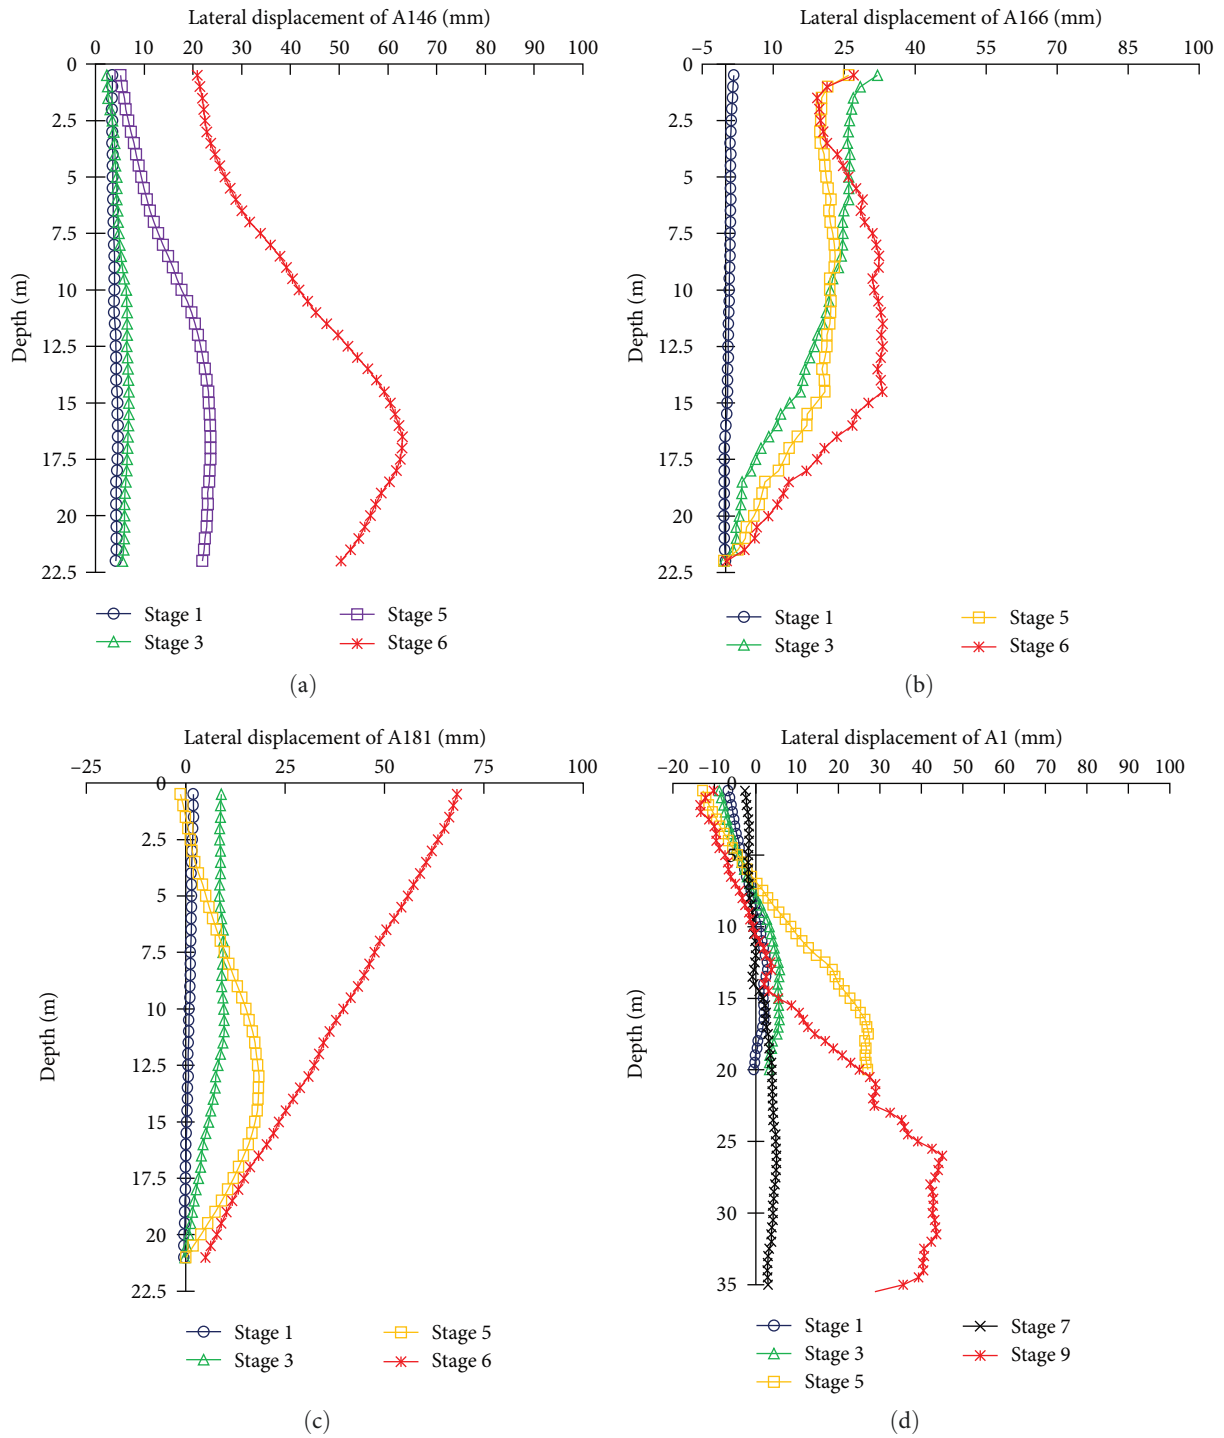 Lateral displacement of A146 (mm)
0 10 20 30 40 50 60 70 80 100
0
2.5
5
7.5
10
12.5
15
17.5
20
22.5
Depth (m)
Stage 1
Stage 3
Stage 5
Stage 6
(a)
Lateral displacement of A166 (mm)
−5 10 25 40 55 70 85 100
0
2.5
5
7.5
10
12.5
15
17.5
20
22.5
Depth (m)
Stage 1
Stage 3
Stage 5
Stage 6
(b)
Lateral displacement of A181 (mm)
−25 0 25 50 75 100
0
2.5
5
7.5
10
12.5
15
17.5
20
22.5
Depth (m)
Stage 1
Stage 3
Stage 5
Stage 6
(c)
Lateral displacement of A1 (mm)
−20 −10 0 10 20 30 40 50 60 70 80 90 100
0
5
10
15
20
25
30
35
Depth (m)
Stage 1
Stage 3
Stage 5
Stage 7
Stage 9
(d)